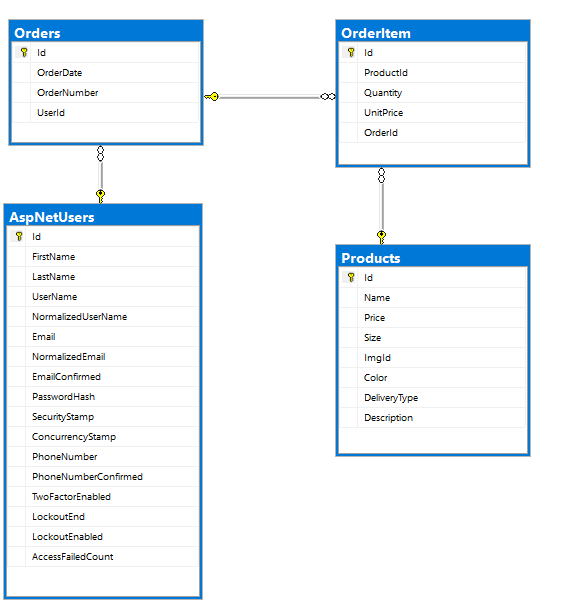 Orders
Id
OrderDate
OrderNumber
UserId
OrderItem
Id
ProductId
Quantity
UnitPrice
OrderId
AspNetUsers
Id
FirstName
LastName
UserName
NormalizedUserName
Email
NormalizedEmail
EmailConfirmed
PasswordHash
SecurityStamp
ConcurrencyStamp
PhoneNumber
PhoneNumberConfirmed
TwoFactorEnabled
LockoutEnd
LockoutEnabled
AccessFailedCount
Products
Id
Name
Price
Size
ImgId
Color
DeliveryType
Description